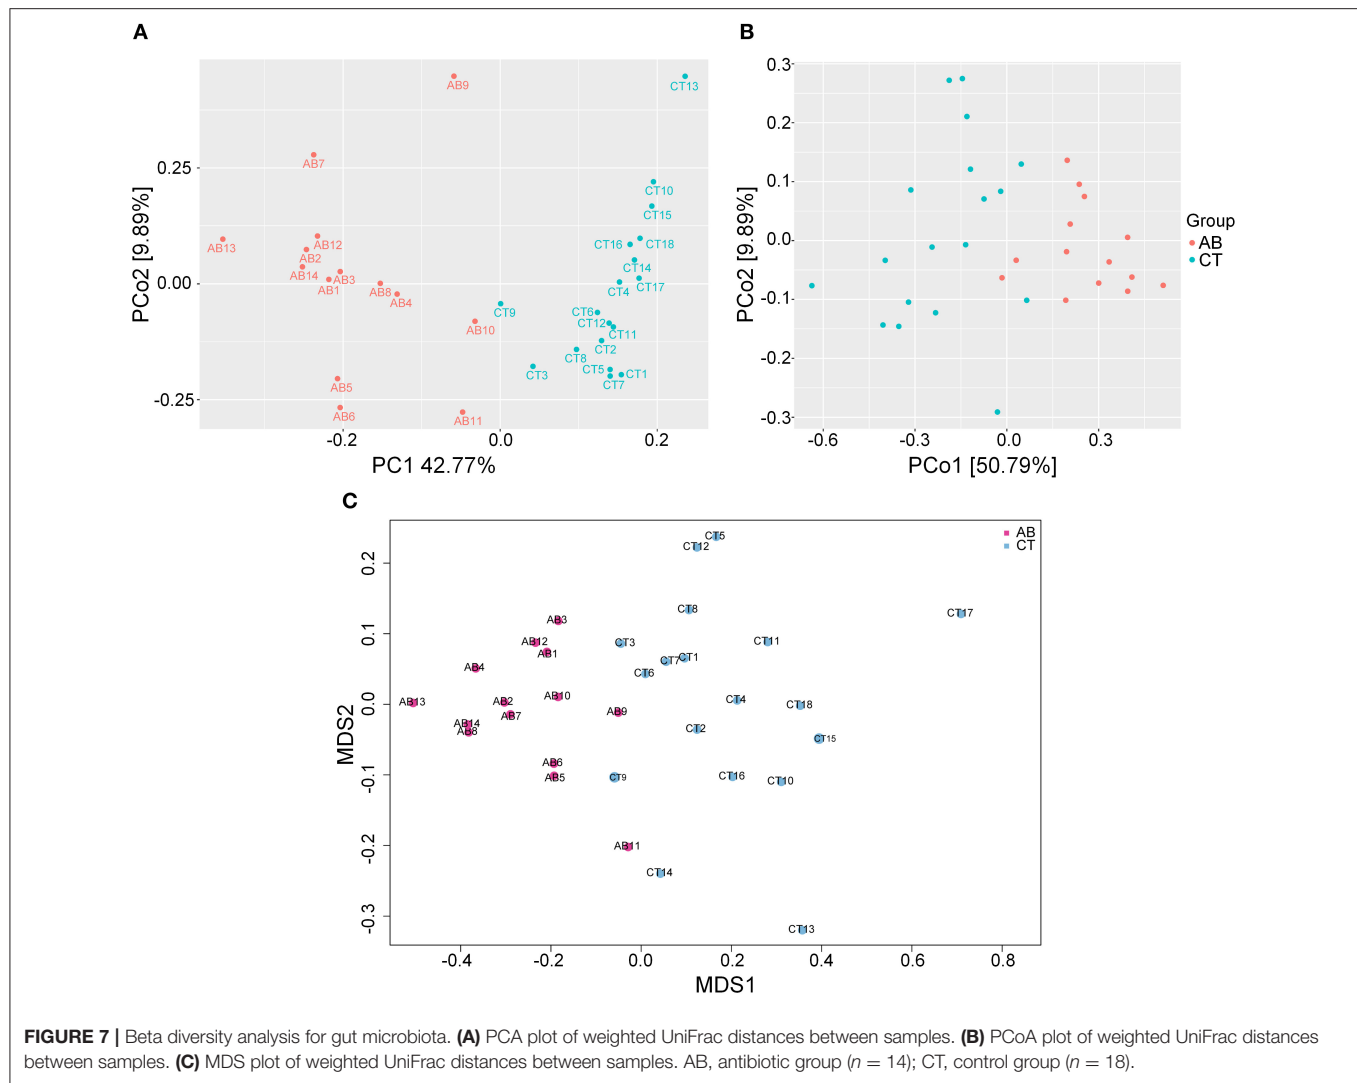 A
B
AB9
CT13
AB7
CT10
CT15
AB13
AB12
CT16
CT18
AB2
CT14
AB14
AB3
AB1
CT4
CT17
AB8
AB4
CT9
CT6
AB10
CT12
CT11
CT2
CT8
CT3
CT5
CT1
AB5
CT7
AB6
AB11
0.25
0.00
-0.25
PCo2 [9.89%]
-0.2
0.0
0.2
PC1 42.77%
0.3
0.2
0.1
0.0
-0.1
-0.2
-0.3
PCo2 [9.89%]
-0.6
-0.3
0.0
0.3
PCo1 [50.79%]
Group
AB
CT
C
AB
CT
CT5
CT12
CT17
CT8
AB3
AB12
CT3
CT11
AB1
CT7
CT1
AB4
CT6
AB13
AB2
AB10
CT4
CT18
AB7
AB9
AB14
AB8
CT2
CT15
AB6
AB5
CT9
CT16
CT10
AB11
CT14
CT13
0.2
0.1
0.0
-0.1
-0.2
-0.3
MDS2
-0.4
-0.2
0.0
0.2
0.4
0.6
0.8
MDS1
FIGURE 7 | Beta diversity analysis for gut microbiota. (A) PCA plot of weighted UniFrac distances between samples. (B) PCoA plot of weighted UniFrac distances
between samples. (C) MDS plot of weighted UniFrac distances between samples. AB, antibiotic group (n = 14); CT, control group (n = 18).